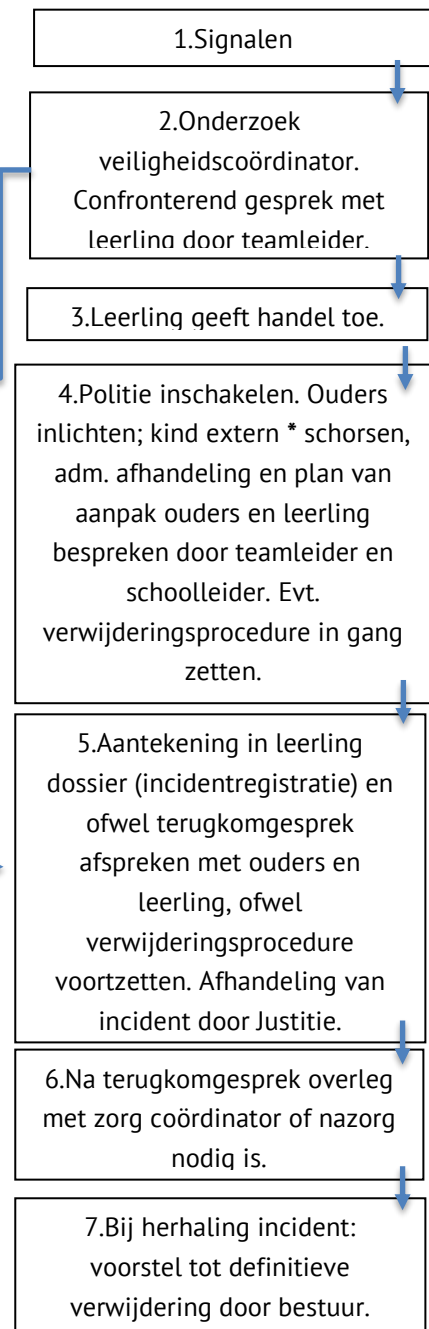 1.Signalen
2.Onderzoek
veiligheidscoördinator.
Confronterend gesprek met
leerling door teamleider.
3.Leerling geeft handel toe.
4.Politie inschakelen. Ouders
inlichten; kind extern * schorsen,
adm. afhandeling en plan van
aanpak ouders en leerling
bespreken door teamleider en
schoolleider. Evt.
verwijderingsprocedure in gang
zetten.
5.Aantekening in leerling
dossier (incidentregistratie) en
ofwel terugkomgesprek
afspreken met ouders en
leerling, ofwel
verwijderingsprocedure
voortzetten. Afhandeling van
incident door Justitie.
6.Na terugkomgesprek overleg
met zorg coördinator of nazorg
nodig is.
7.Bij herhaling incident:
voorstel tot definitieve
verwijdering door bestuur.